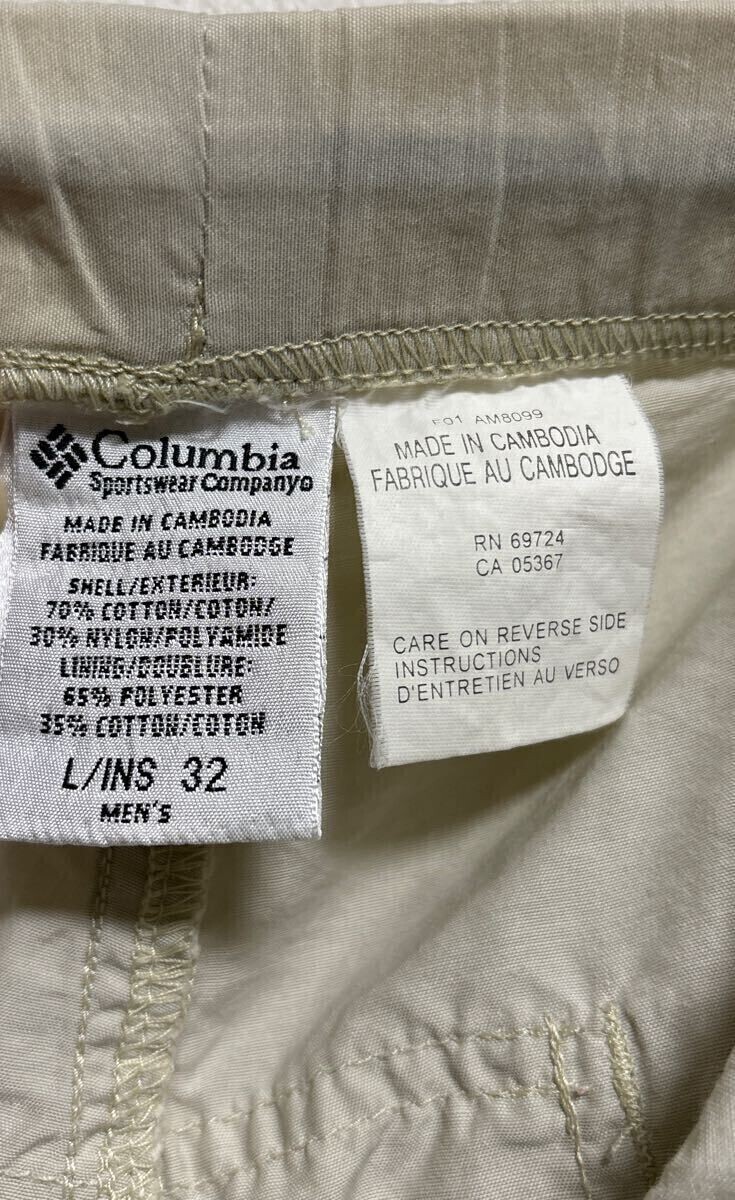 Columbia
Sportswear Company®
MADE IN CAMBODIA
FABRIQUE AU CAMBODGE
SHELL/EXTERIEUR:
70% COTTON/COTON/
30% NYLON/POLYAMIDE
LINING/DOUBLURE:
65% POLYESTER
35% COTTON/COTON
L/INS 32
MEN'S
F01 AM8099
MADE IN CAMBODIA
FABRIQUE AU CAMBODGE
RN 69724
CA 05367
CARE ON REVERSE SIDE
INSTRUCTIONS
D'ENTRETIEN AU VERSO